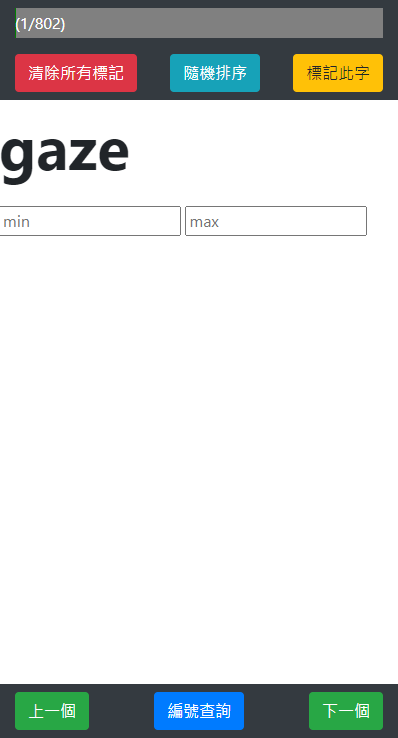 (1/802)
清除所有標記 隨機排序 標記此字
gaze
min max
上一個 編號查詢 下一個